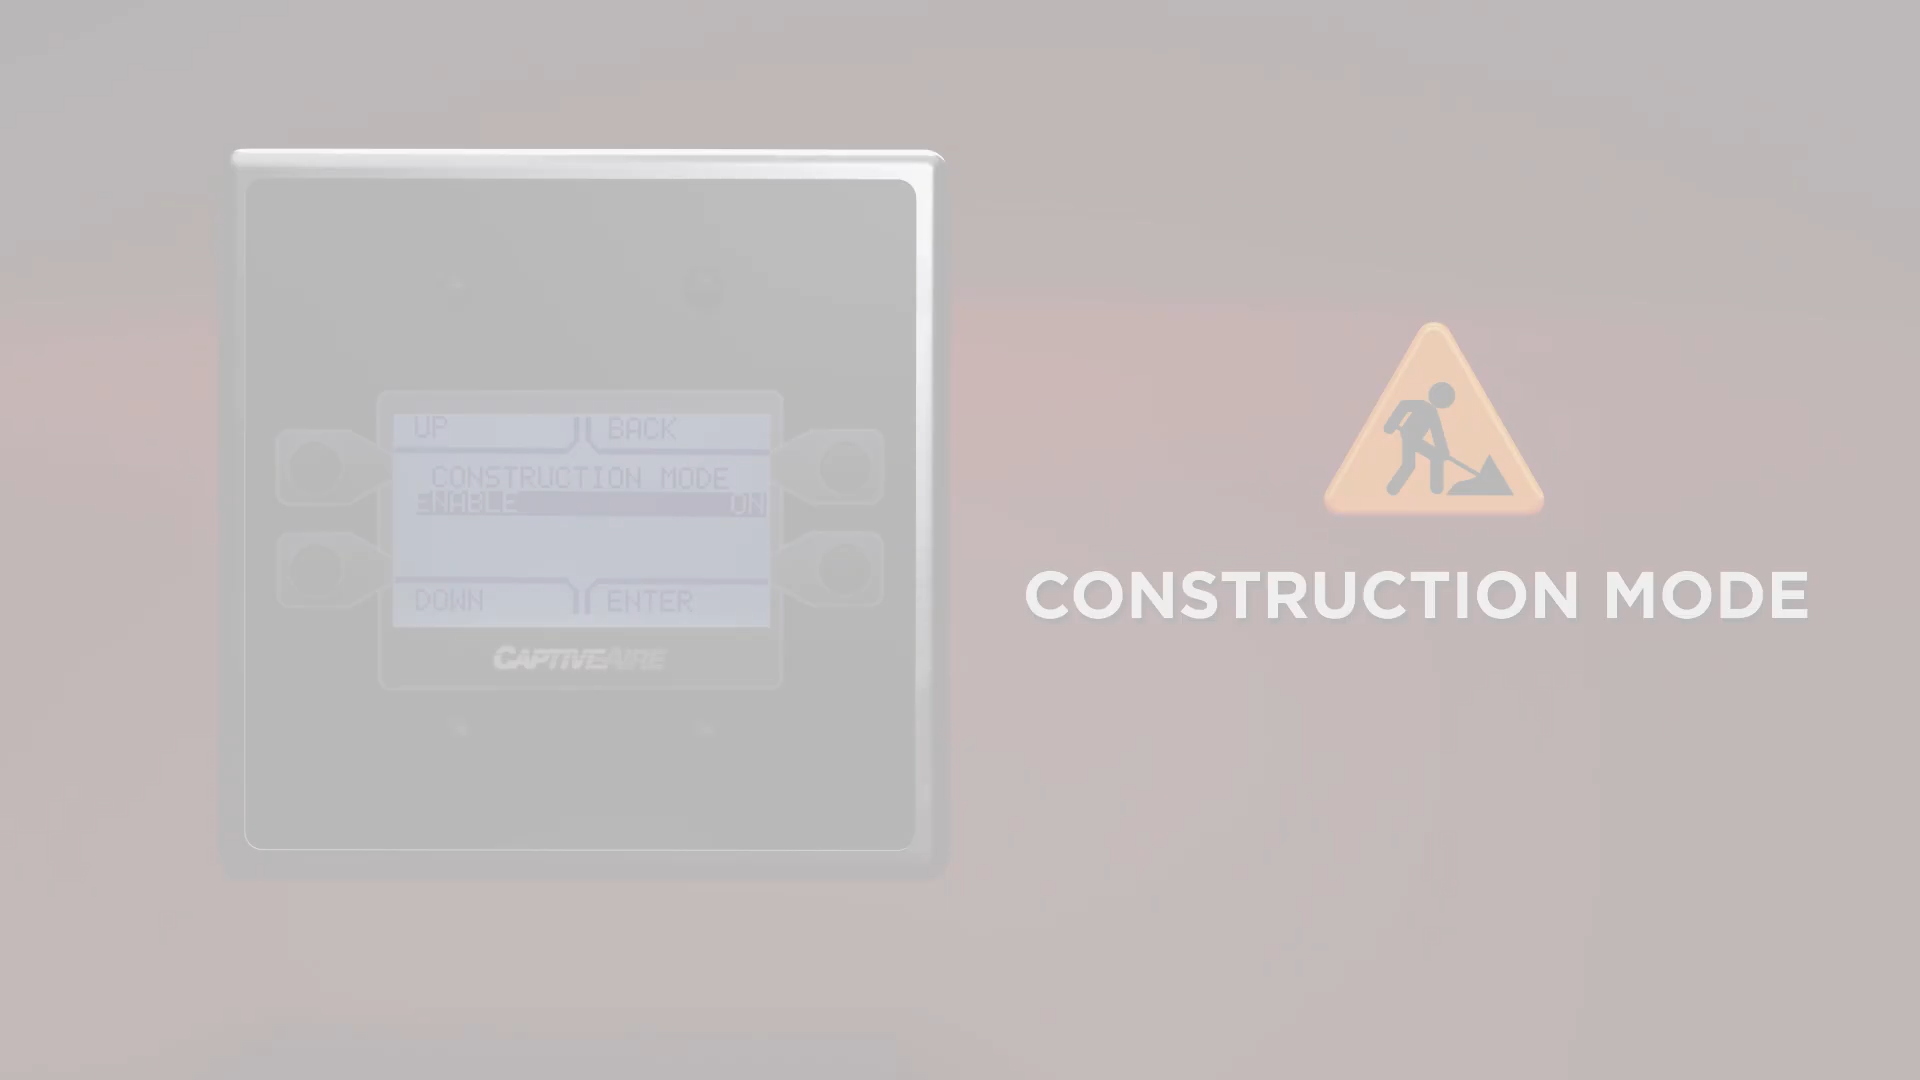 UP
BACK
CONSTRUCTION MODE
ENABLE ON
DOWN
ENTER
CAPTIVEAIRE
CONSTRUCTION MODE